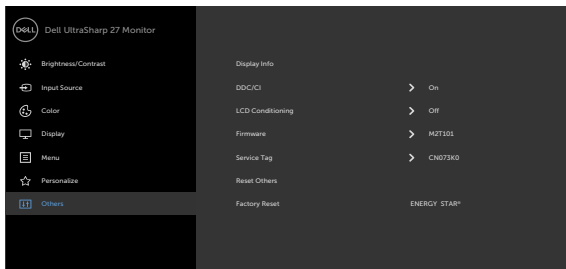 DELL Dell UltraSharp 27 Monitor
Brightness/Contrast
Input Source
Color
Display
Menu
Personalize
Others
Display Info
DDC/CI > On
LCD Conditioning > Off
Firmware > M2T101
Service Tag > CN073K0
Reset Others
Factory Reset ENERGY STAR®